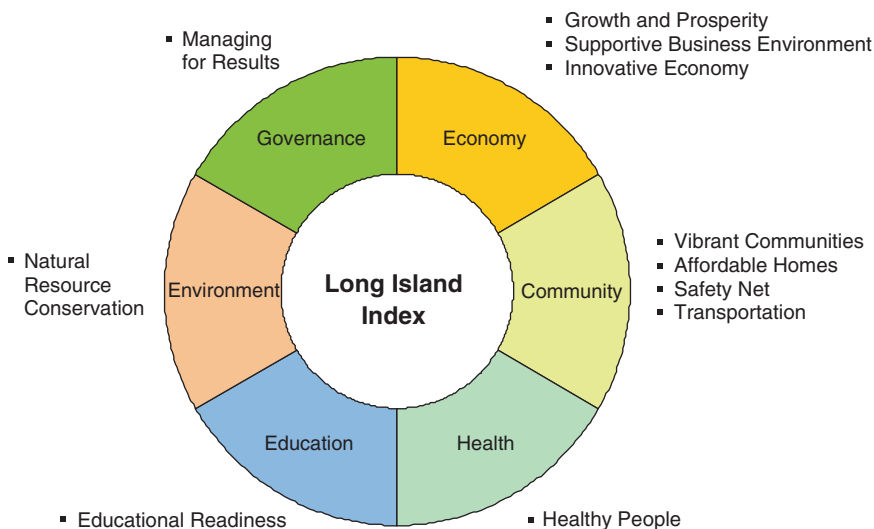 ▪ Growth and Prosperity
▪ Supportive Business Environment
▪ Innovative Economy
▪ Managing
for Results
Governance
Economy
▪ Natural
Resource
Conservation
Environment
Long Island
Index
Community
▪ Vibrant Communities
▪ Affordable Homes
▪ Safety Net
▪ Transportation
Education
Health
▪ Educational Readiness
▪ Healthy People